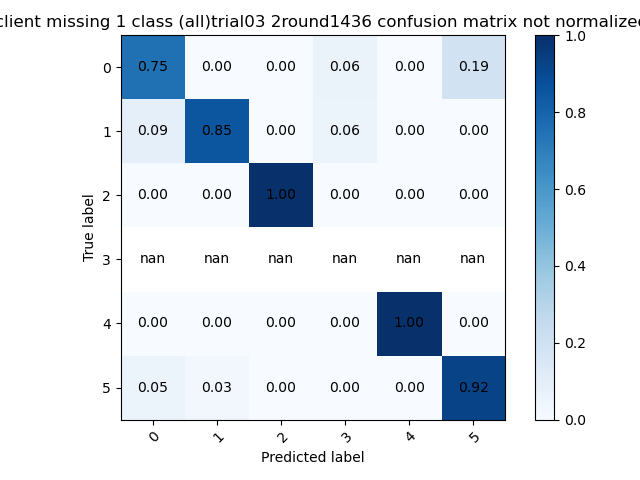 client missing 1 class (all)trial03 2round1436 confusion matrix not normalized
1.0
0 0.75 0.00 0.00 0.06 0.00 0.19
0.8
1 0.09 0.85 0.00 0.06 0.00 0.00
2 0.00 0.00 1.00 0.00 0.00 0.00
0.6
True label
3 nan nan nan nan nan nan
0.4
4 0.00 0.00 0.00 0.00 1.00 0.00
0.2
5 0.05 0.03 0.00 0.00 0.00 0.92
0.0
0 1 2 3 4 5
Predicted label